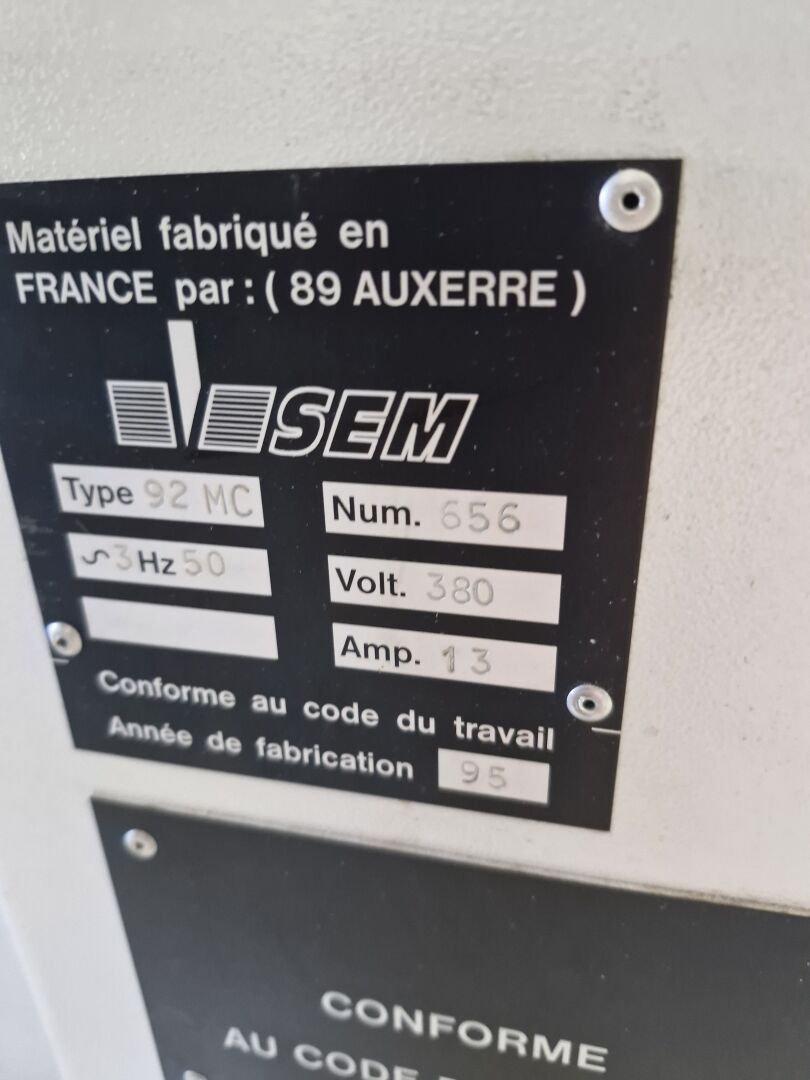 Matériel fabriqué en
FRANCE par : ( 89 AUXERRE )
SEM
Type 92 MC
Num. 656
~3 Hz 50
Volt. 380
Amp. 13
Conforme au code du travail
Année de fabrication 95
CONFORME
AU CODE